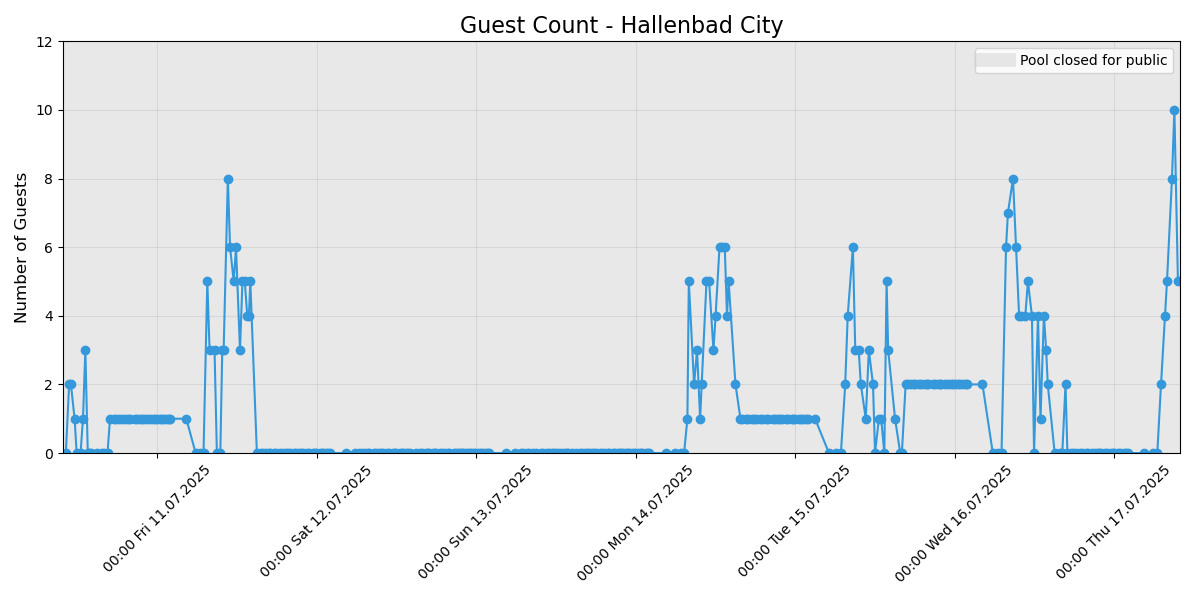 Guest Count - Hallenbad City
12
10
8
6
4
2
0
Number of Guests
Pool closed for public
00:00 Fri 11.07.2025
00:00 Sat 12.07.2025
00:00 Sun 13.07.2025
00:00 Mon 14.07.2025
00:00 Tue 15.07.2025
00:00 Wed 16.07.2025
00:00 Thu 17.07.2025